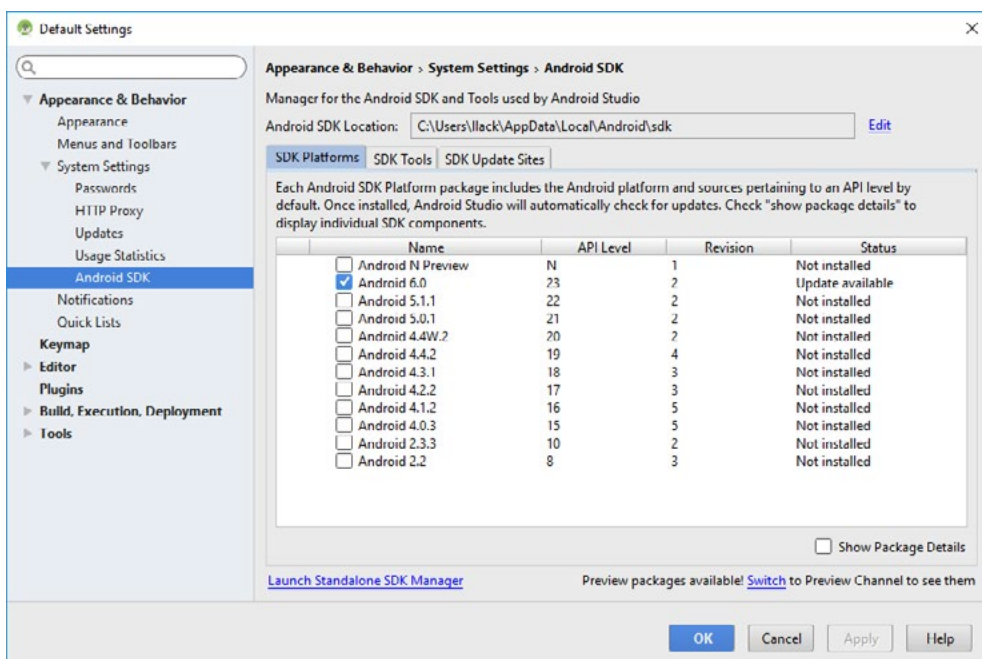 Default Settings
Appearance & Behavior
Appearance
Menus and Toolbars
System Settings
Passwords
HTTP Proxy
Updates
Usage Statistics
Android SDK
Notifications
Quick Lists
Keymap
Editor
Plugins
Build, Execution, Deployment
Tools
Appearance & Behavior › System Settings › Android SDK
Manager for the Android SDK and Tools used by Android Studio
Android SDK Location: C:\Users\llack\AppData\Local\Android\sdk Edit
SDK Platforms SDK Tools SDK Update Sites
Each Android SDK Platform package includes the Android platform and sources pertaining to an API level by
default. Once installed, Android Studio will automatically check for updates. Check "show package details" to
display individual SDK components.
Name API Level Revision Status
Android N Preview N 1 Not installed
Android 6.0 23 2 Update available
Android 5.1.1 22 2 Not installed
Android 5.0.1 21 2 Not installed
Android 4.4W.2 20 2 Not installed
Android 4.4.2 19 4 Not installed
Android 4.3.1 18 3 Not installed
Android 4.2.2 17 3 Not installed
Android 4.1.2 16 5 Not installed
Android 4.0.3 15 5 Not installed
Android 2.3.3 10 2 Not installed
Android 2.2 8 3 Not installed
Show Package Details
Launch Standalone SDK Manager Preview packages available! Switch to Preview Channel to see them
OK Cancel Apply Help